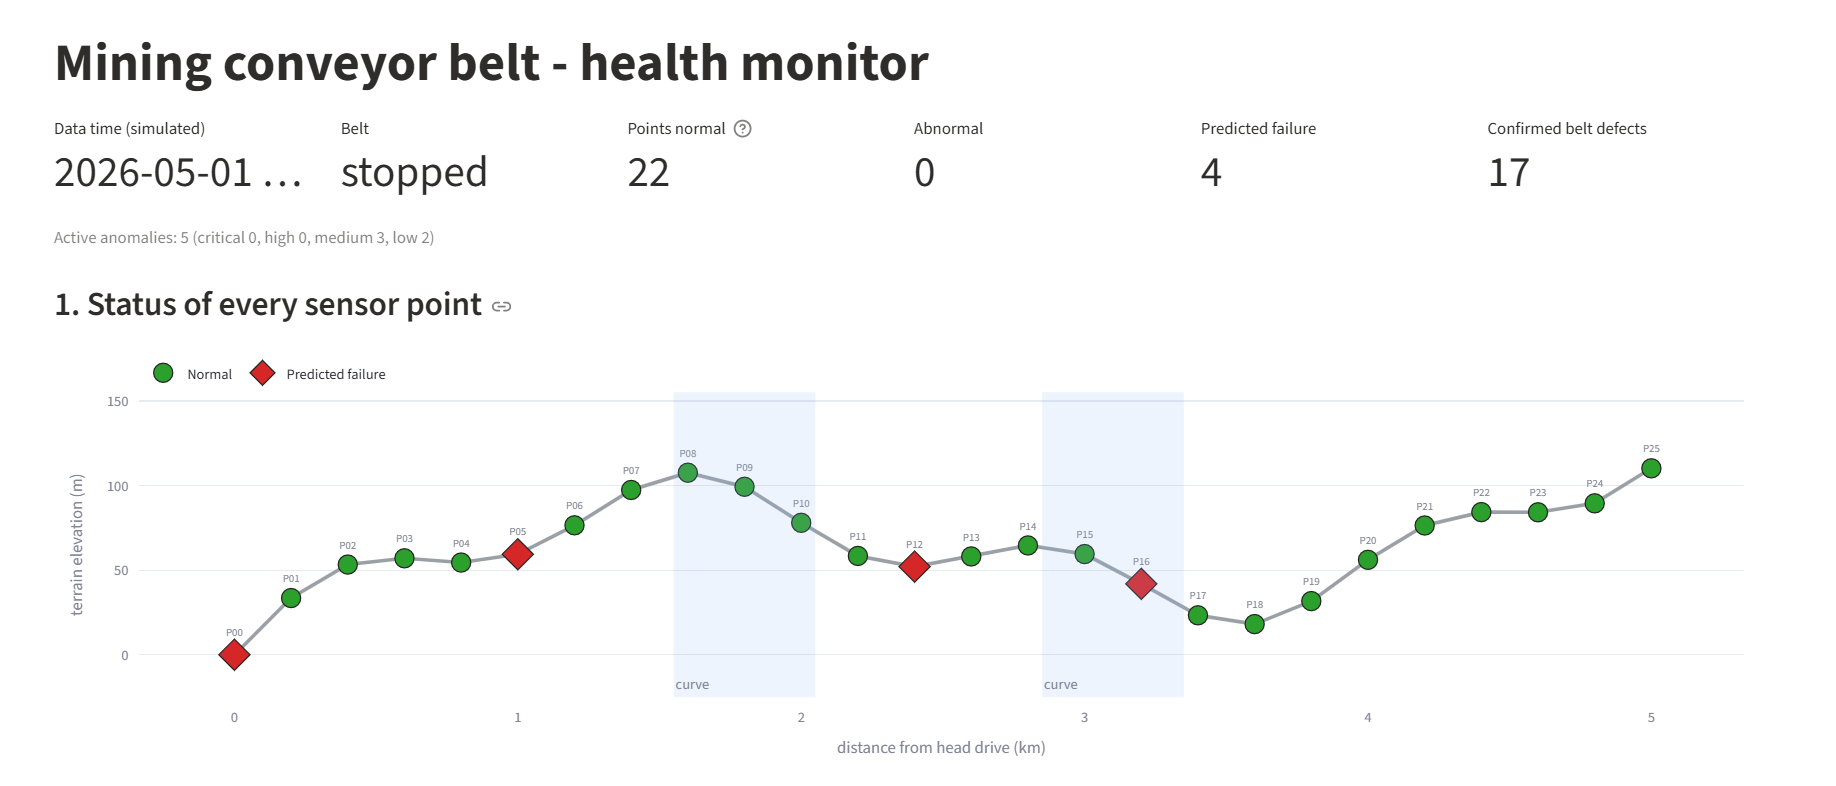 Mining conveyor belt - health monitor
Data time (simulated) Belt Points normal ? Abnormal Predicted failure Confirmed belt defects
2026-05-01 … stopped 22 0 4 17
Active anomalies: 5 (critical 0, high 0, medium 3, low 2)
1. Status of every sensor point
Normal Predicted failure
150
100
50
0
terrain elevation (m)
P00
P01
P02
P03
P04
P05
P06
P07
P08
P09
P10
P11
P12
P13
P14
P15
P16
P17
P18
P19
P20
P21
P22
P23
P24
P25
curve curve
0 1 2 3 4 5
distance from head drive (km)